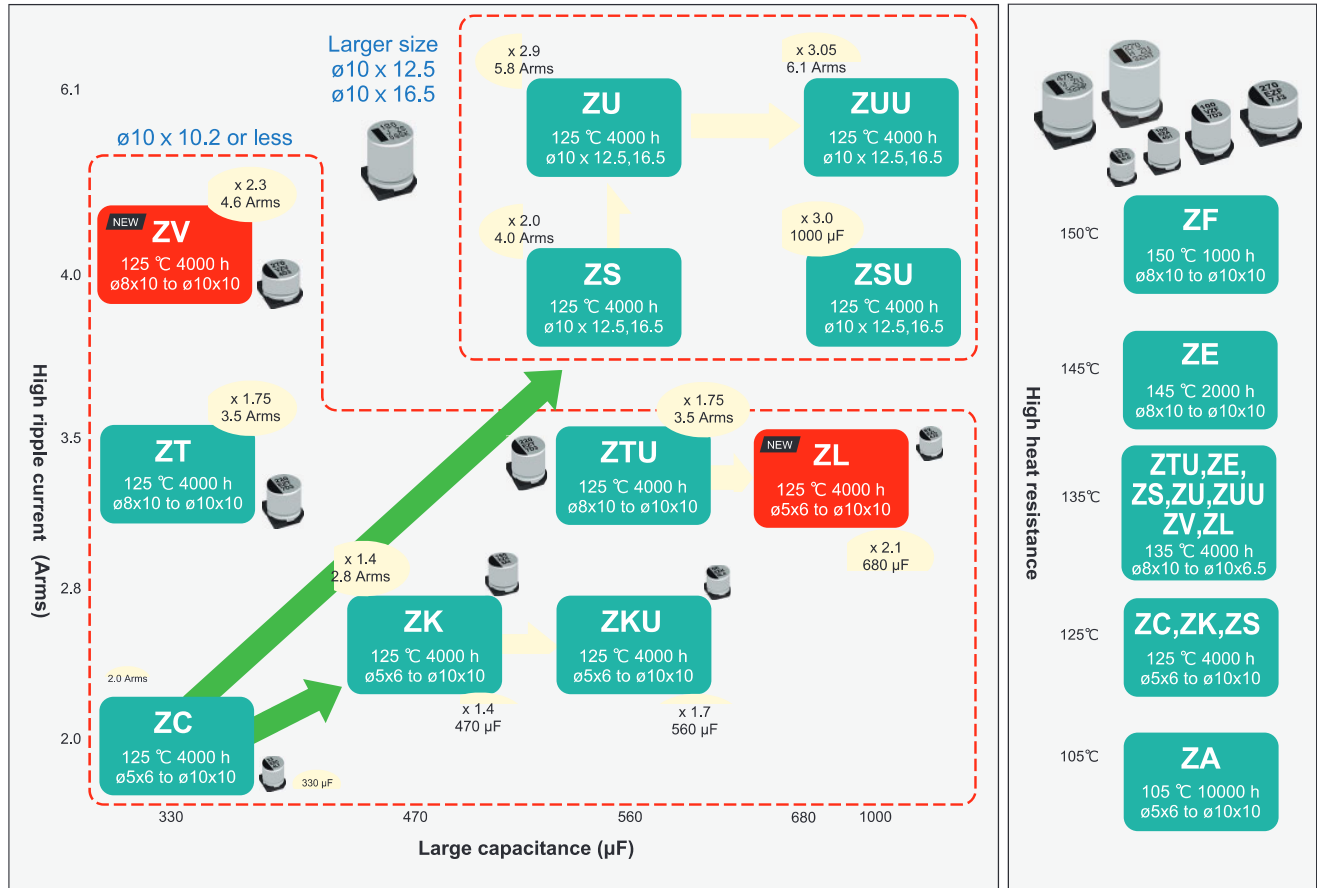 Larger size
ø10 x 12.5
ø10 x 16.5
ø10 x 10.2 or less
x 2.9
5.8 Arms
ZU
125 ℃ 4000 h
ø10 x 12.5,16.5
x 3.05
6.1 Arms
ZUU
125 ℃ 4000 h
ø10 x 12.5,16.5
x 2.3
4.6 Arms
NEW
ZV
125 ℃ 4000 h
ø8x10 to ø10x10
x 2.0
4.0 Arms
ZS
125 ℃ 4000 h
ø10 x 12.5,16.5
x 3.0
1000 µF
ZSU
125 ℃ 4000 h
ø10 x 12.5,16.5
x 1.75
3.5 Arms
ZT
125 ℃ 4000 h
ø8x10 to ø10x10
x 1.75
3.5 Arms
ZTU
125 ℃ 4000 h
ø8x10 to ø10x10
NEW
ZL
125 ℃ 4000 h
ø5x6 to ø10x10
x 2.1
680 µF
x 1.4
2.8 Arms
ZK
125 ℃ 4000 h
ø5x6 to ø10x10
x 1.4
470 µF
ZKU
125 ℃ 4000 h
ø5x6 to ø10x10
x 1.7
560 µF
2.0 Arms
ZC
125 ℃ 4000 h
ø5x6 to ø10x10
330 µF
High ripple current (Arms)
6.1
4.0
3.5
2.8
2.0
330
470
560
680
1000
Large capacitance (µF)
High heat resistance
270
EZF
7J3
100
VZF
7D3
150℃
ZF
150 ℃ 1000 h
ø8x10 to ø10x10
145℃
ZE
145 ℃ 2000 h
ø8x10 to ø10x10
135℃
ZTU,ZE,
ZS,ZU,ZUU
ZV,ZL
135 ℃ 4000 h
ø8x10 to ø10x6.5
125℃
ZC,ZK,ZS
125 ℃ 4000 h
ø5x6 to ø10x10
105℃
ZA
105 ℃ 10000 h
ø5x6 to ø10x10